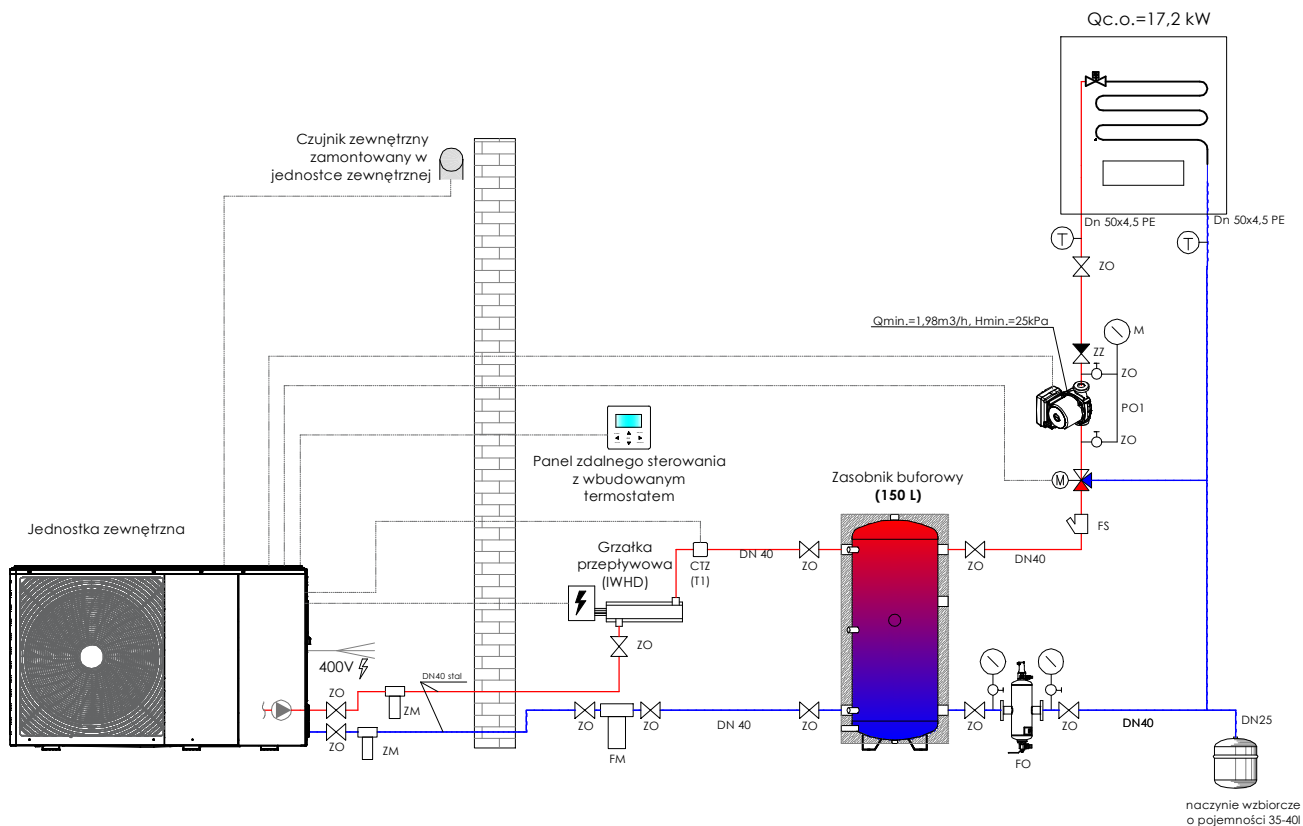 Qc.o.=17,2 kW
Czujnik zewnętrzny
zamontowany w
jednostce zewnętrznej
Dn 50x4,5 PE
Dn 50x4,5 PE
T
T
ZO
Qmin.=1,98m3/h, Hmin.=25kPa
M
ZZ
ZO
PO1
ZO
Panel zdalnego sterowania
z wbudowanym
termostatem
Zasobnik buforowy
(150 L)
M
FS
Jednostka zewnętrzna
Grzałka
przepływowa
(IWHD)
CTZ
(T1)
DN 40
ZO
ZO
DN40
ZO
400V
DN40 stal
ZO
ZM
ZO
ZM
ZO
FM
ZO
DN 40
ZO
ZO
FO
ZO
DN40
DN25
naczynie wzbiorcze
o pojemności 35-40l